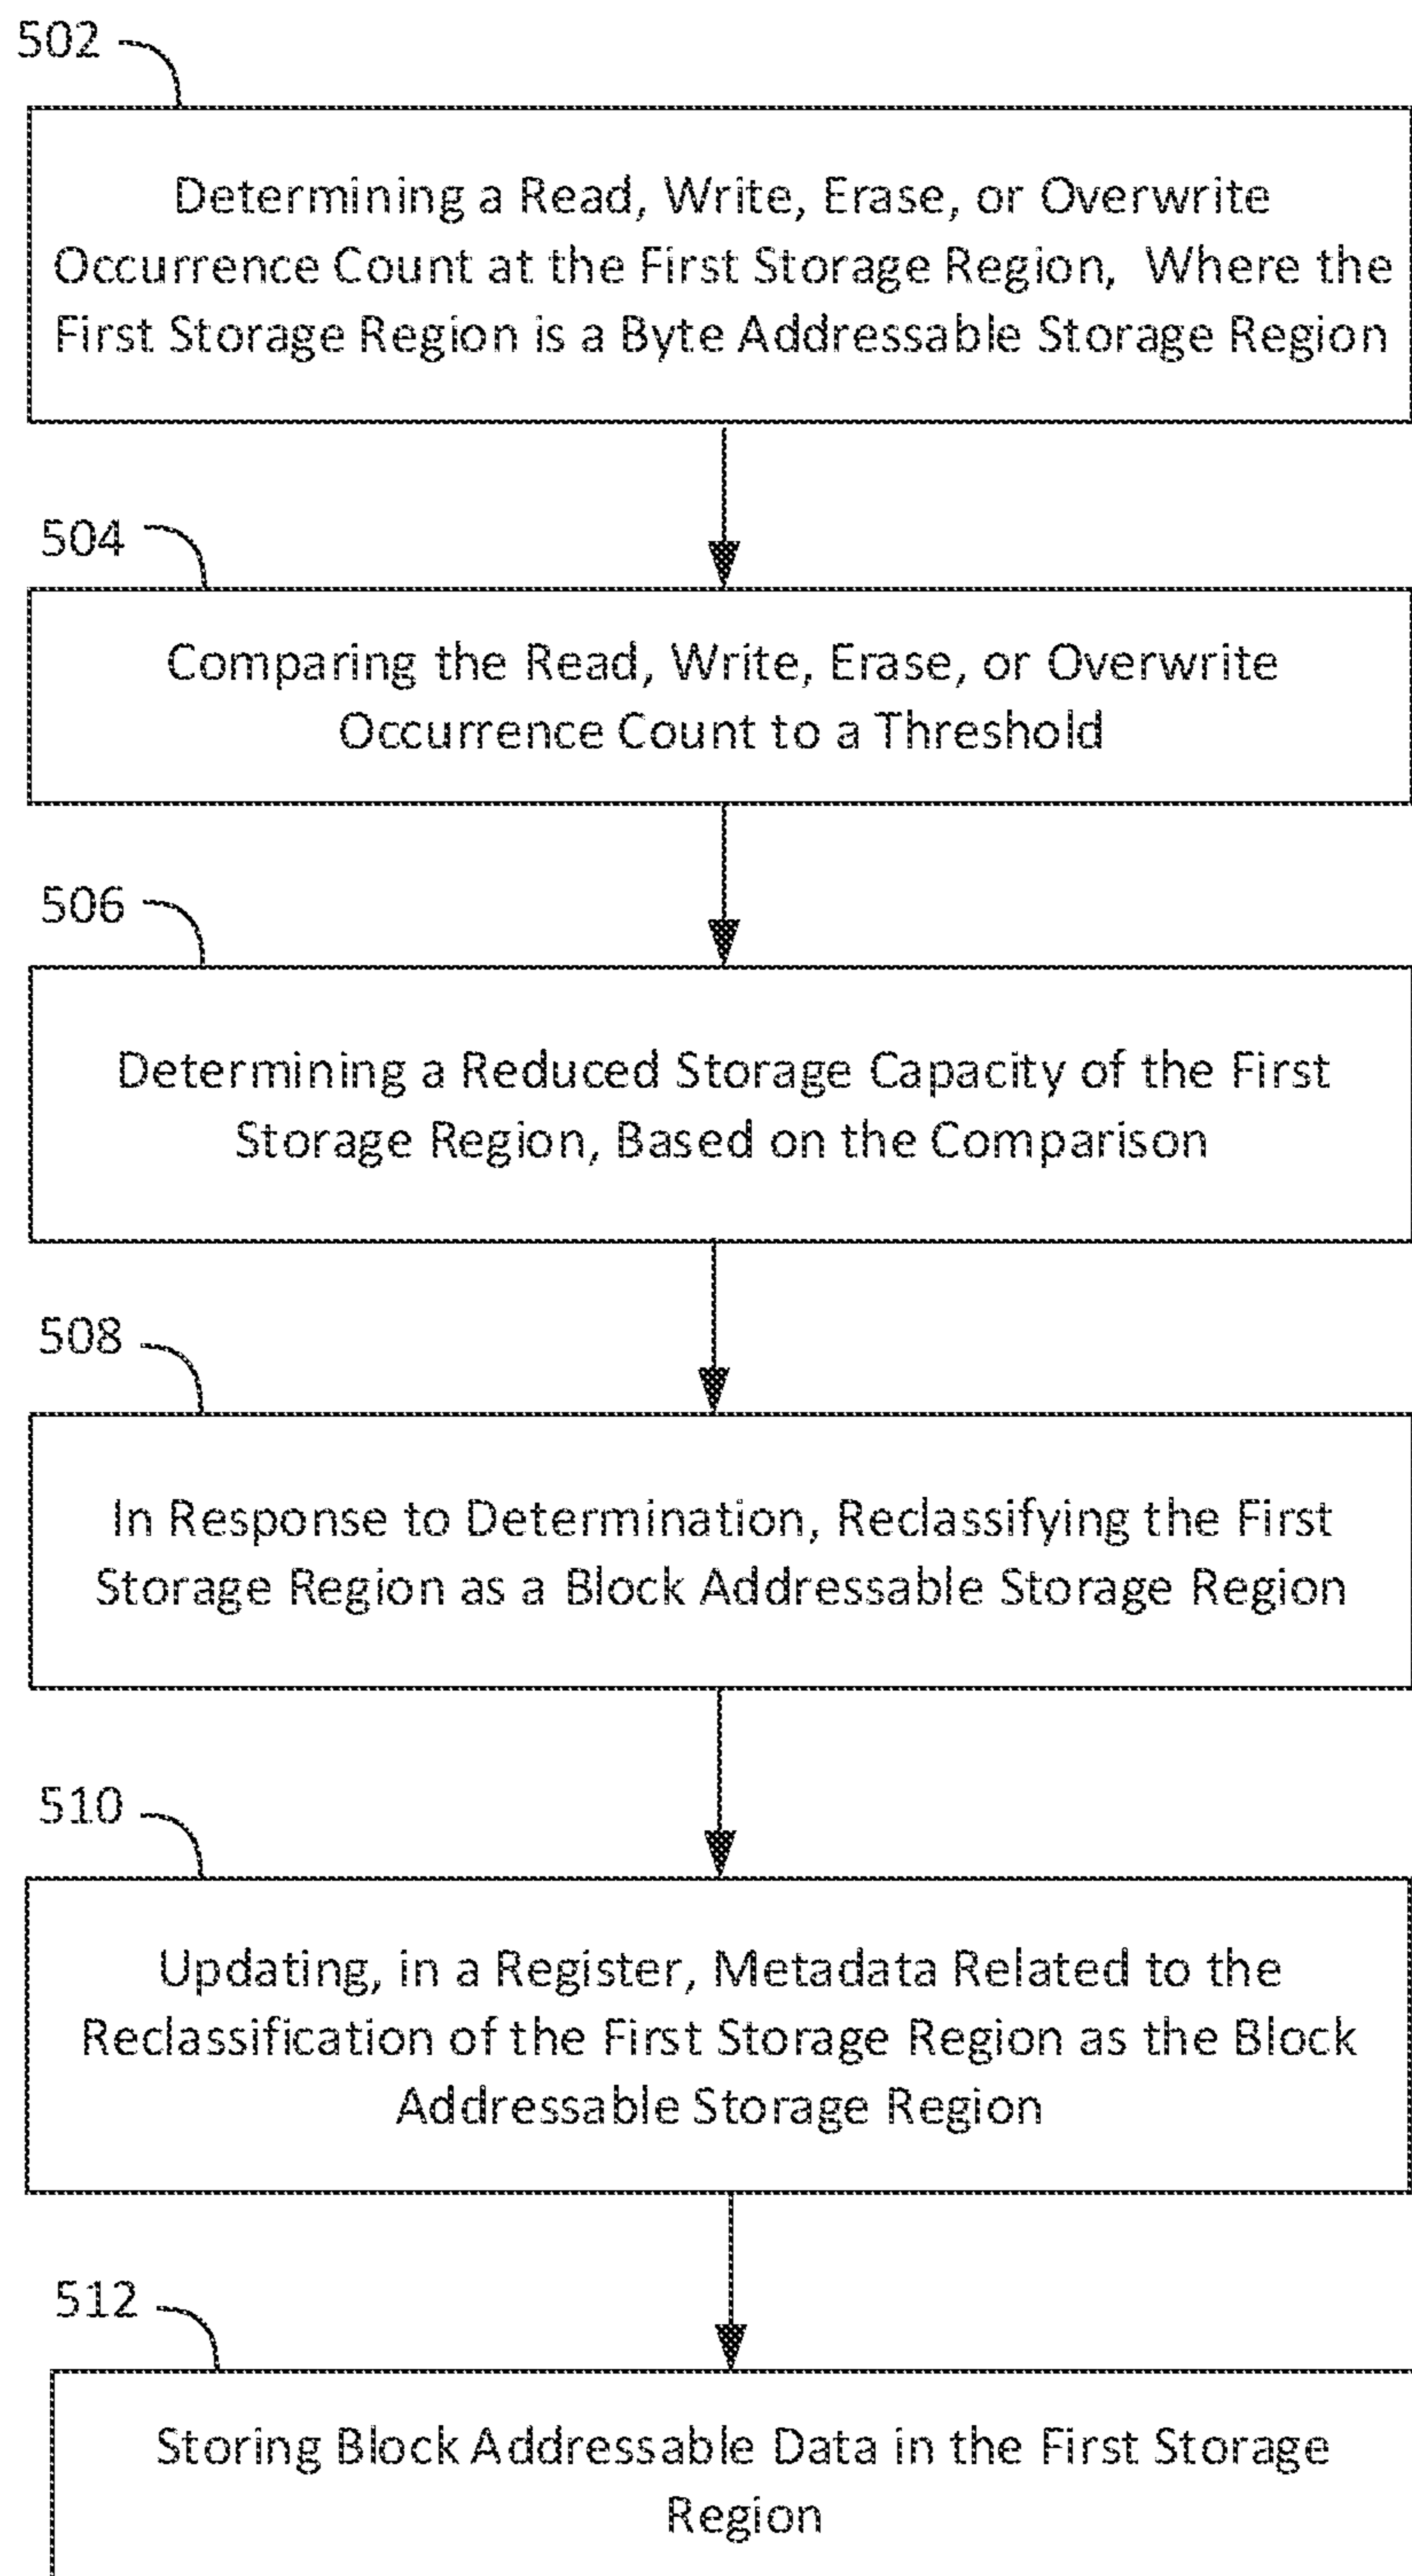 502
Determining a Read, Write, Erase, or Overwrite
Occurrence Count at the First Storage Region, Where the
First Storage Region is a Byte Addressable Storage Region
504
Comparing the Read, Write, Erase, or Overwrite
Occurrence Count to a Threshold
506
Determining a Reduced Storage Capacity of the First
Storage Region, Based on the Comparison
508
In Response to Determination, Reclassifying the First
Storage Region as a Block Addressable Storage Region
510
Updating, in a Register, Metadata Related to the
Reclassification of the First Storage Region as the Block
Addressable Storage Region
512
Storing Block Addressable Data in the First Storage
Region